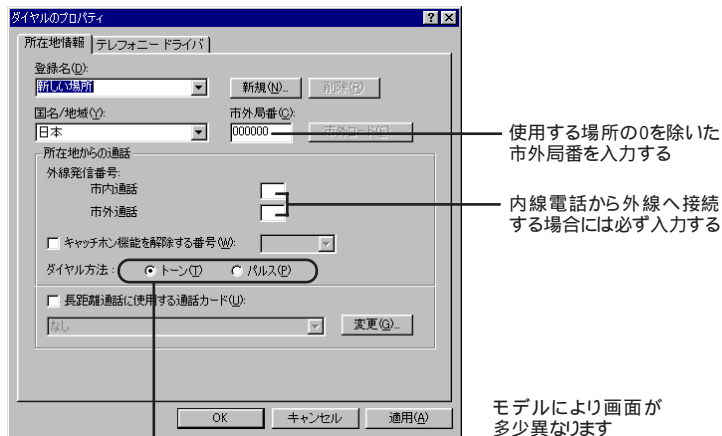 ダイヤルのプロパティ
所在地情報 テレフォニー ドライバ
登録名(D):
新しい場所 新規(N)... 削除(R)
国名/地域(Y): 市外局番(C):
日本 000000 市外コード(E)...
使用する場所の0を除いた
市外局番を入力する
所在地からの通話
外線発信番号:
市内通話
市外通話
内線電話から外線へ接続
する場合には必ず入力する
キャッチホン機能を解除する番号(W):
ダイヤル方法: トーン(T) パルス(P)
長距離通話に使用する通話カード(U):
なし 変更(G)...
OK キャンセル 適用(A)
モデルにより画面が
多少異なります